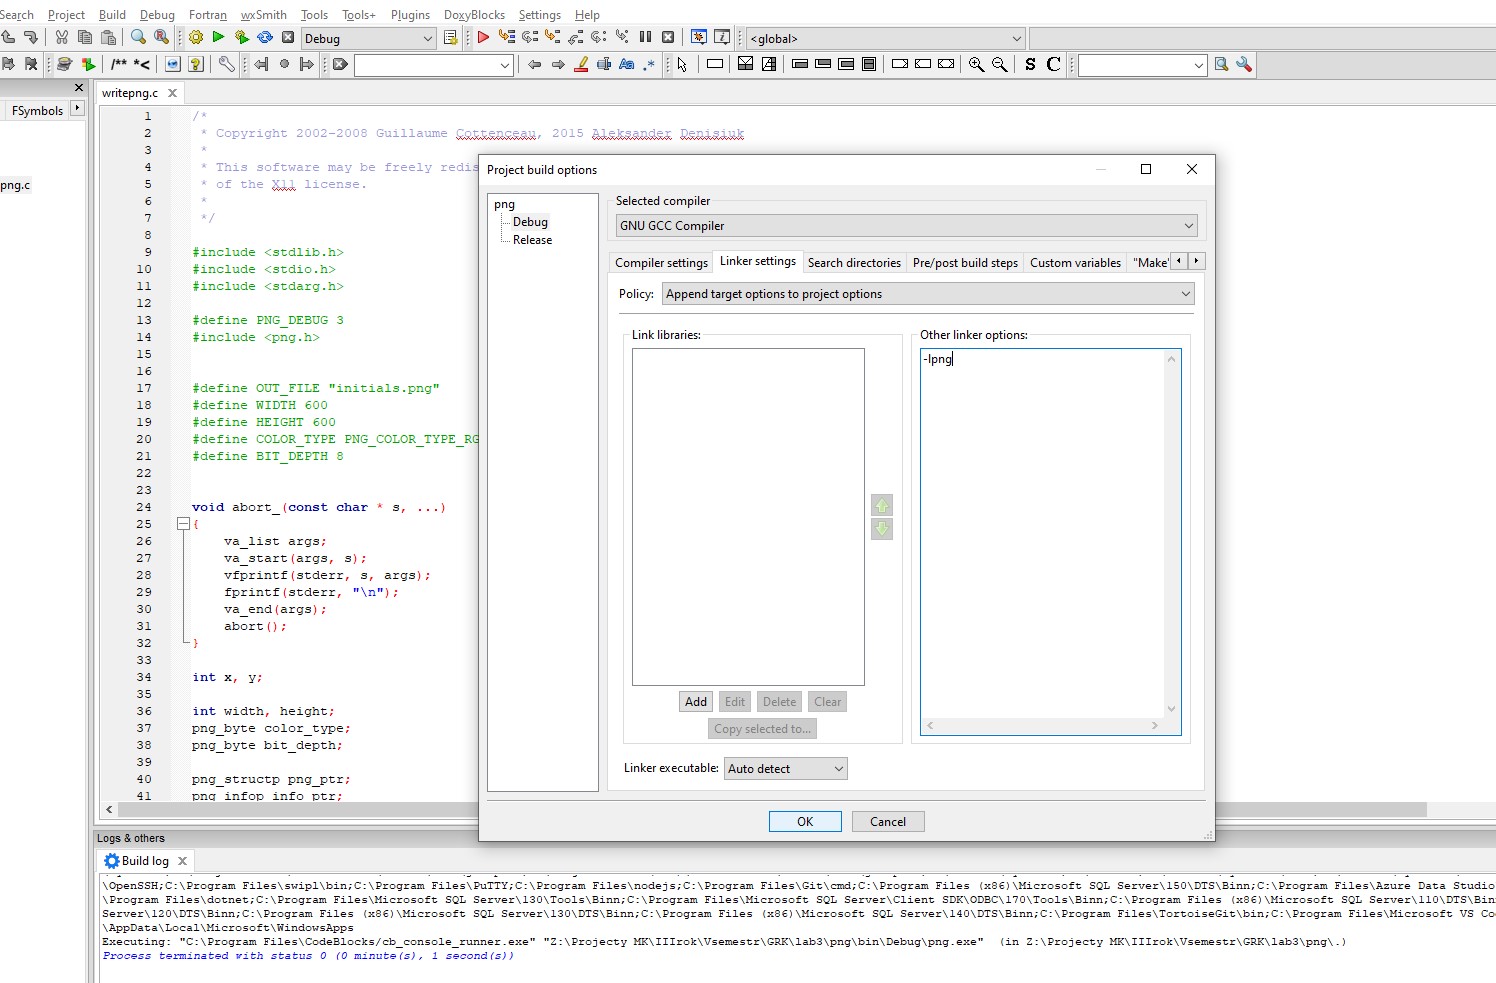 Search Project Build Debug Fortran wxSmith Tools Tools+ Plugins DoxyBlocks Settings Help
Debug
<global>
/** *<
Aa .*
S C
FSymbols
writepng.c
png.c
1 /*
2 * Copyright 2002-2008 Guillaume Cottenceau, 2015 Aleksander Denisiuk
3 *
4 * This software may be freely redis
5 * of the X11 license.
6 *
7 */
8
9 #include <stdlib.h>
10 #include <stdio.h>
11 #include <stdarg.h>
12
13 #define PNG_DEBUG 3
14 #include <png.h>
15
16
17 #define OUT_FILE "initials.png"
18 #define WIDTH 600
19 #define HEIGHT 600
20 #define COLOR_TYPE PNG_COLOR_TYPE_RG
21 #define BIT_DEPTH 8
22
23
24 void abort_(const char * s, ...)
25 {
26 va_list args;
27 va_start(args, s);
28 vfprintf(stderr, s, args);
29 fprintf(stderr, "\n");
30 va_end(args);
31 abort();
32 }
33
34 int x, y;
35
36 int width, height;
37 png_byte color_type;
38 png_byte bit_depth;
39
40 png_structp png_ptr;
41 png_infop info_ptr;
Project build options
png
Debug
Release
Selected compiler
GNU GCC Compiler
Compiler settings Linker settings Search directories Pre/post build steps Custom variables "Make'
Policy: Append target options to project options
Link libraries:
Other linker options:
-lpng
Add Edit Delete Clear
Copy selected to...
Linker executable: Auto detect
OK Cancel
Logs & others
Build log
\OpenSSH;C:\Program Files\swipl\bin;C:\Program Files\PuTTY;C:\Program Files\nodejs;C:\Program Files\Git\cmd;C:\Program Files (x86)\Microsoft SQL Server\150\DTS\Binn;C:\Program Files\Azure Data Studio
\Program Files\dotnet;C:\Program Files\Microsoft SQL Server\130\Tools\Binn;C:\Program Files\Microsoft SQL Server\Client SDK\ODBC\170\Tools\Binn;C:\Program Files (x86)\Microsoft SQL Server\110\DTS\Binn
Server\120\DTS\Binn;C:\Program Files (x86)\Microsoft SQL Server\130\DTS\Binn;C:\Program Files (x86)\Microsoft SQL Server\140\DTS\Binn;C:\Program Files\TortoiseGit\bin;C:\Program Files\Microsoft VS Co
\AppData\Local\Microsoft\WindowsApps
Executing: "C:\Program Files\CodeBlocks/cb_console_runner.exe" "Z:\Projecty MK\IIIrok\Vsemestr\GRK\lab3\png\bin\Debug\png.exe" (in Z:\Projecty MK\IIIrok\Vsemestr\GRK\lab3\png\.)
Process terminated with status 0 (0 minute(s), 1 second(s))